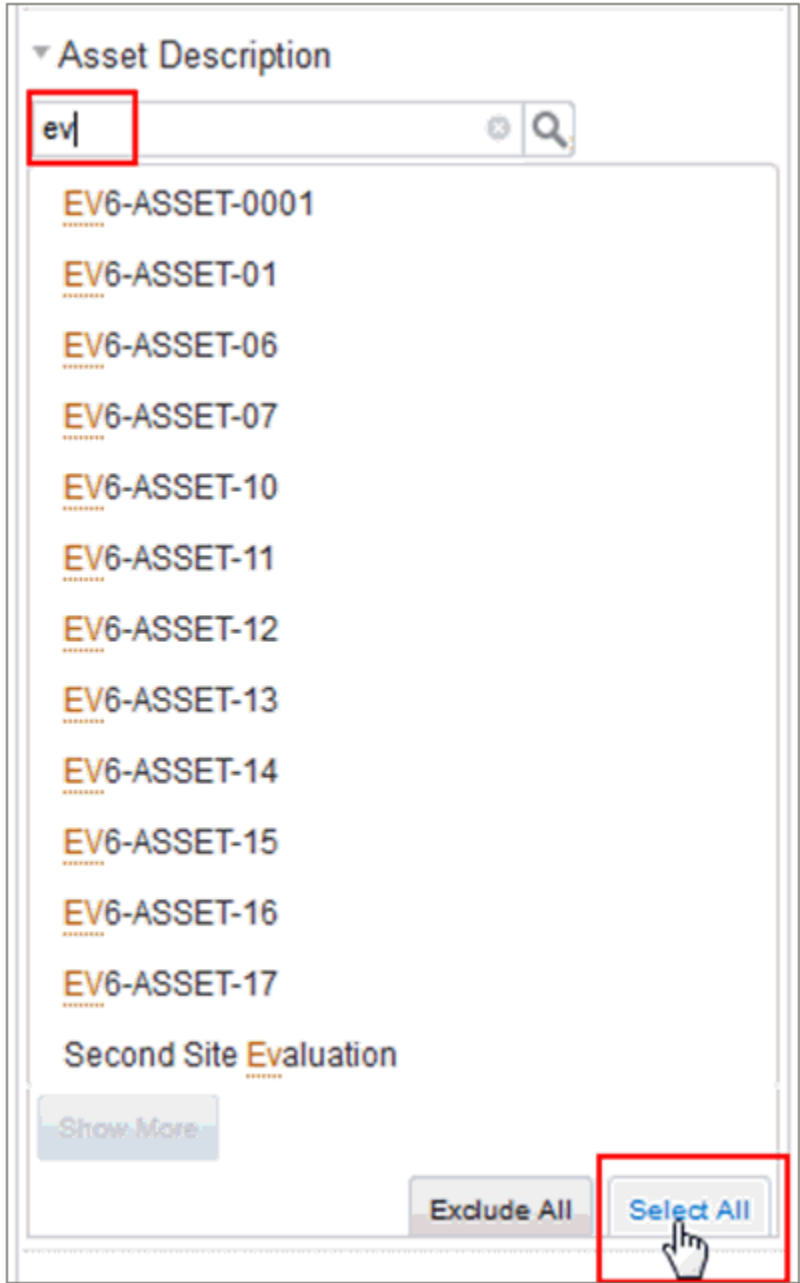 Asset Description
ev
EV6-ASSET-0001
EV6-ASSET-01
EV6-ASSET-06
EV6-ASSET-07
EV6-ASSET-10
EV6-ASSET-11
EV6-ASSET-12
EV6-ASSET-13
EV6-ASSET-14
EV6-ASSET-15
EV6-ASSET-16
EV6-ASSET-17
Second Site Evaluation
Show More
Exclude All Select All